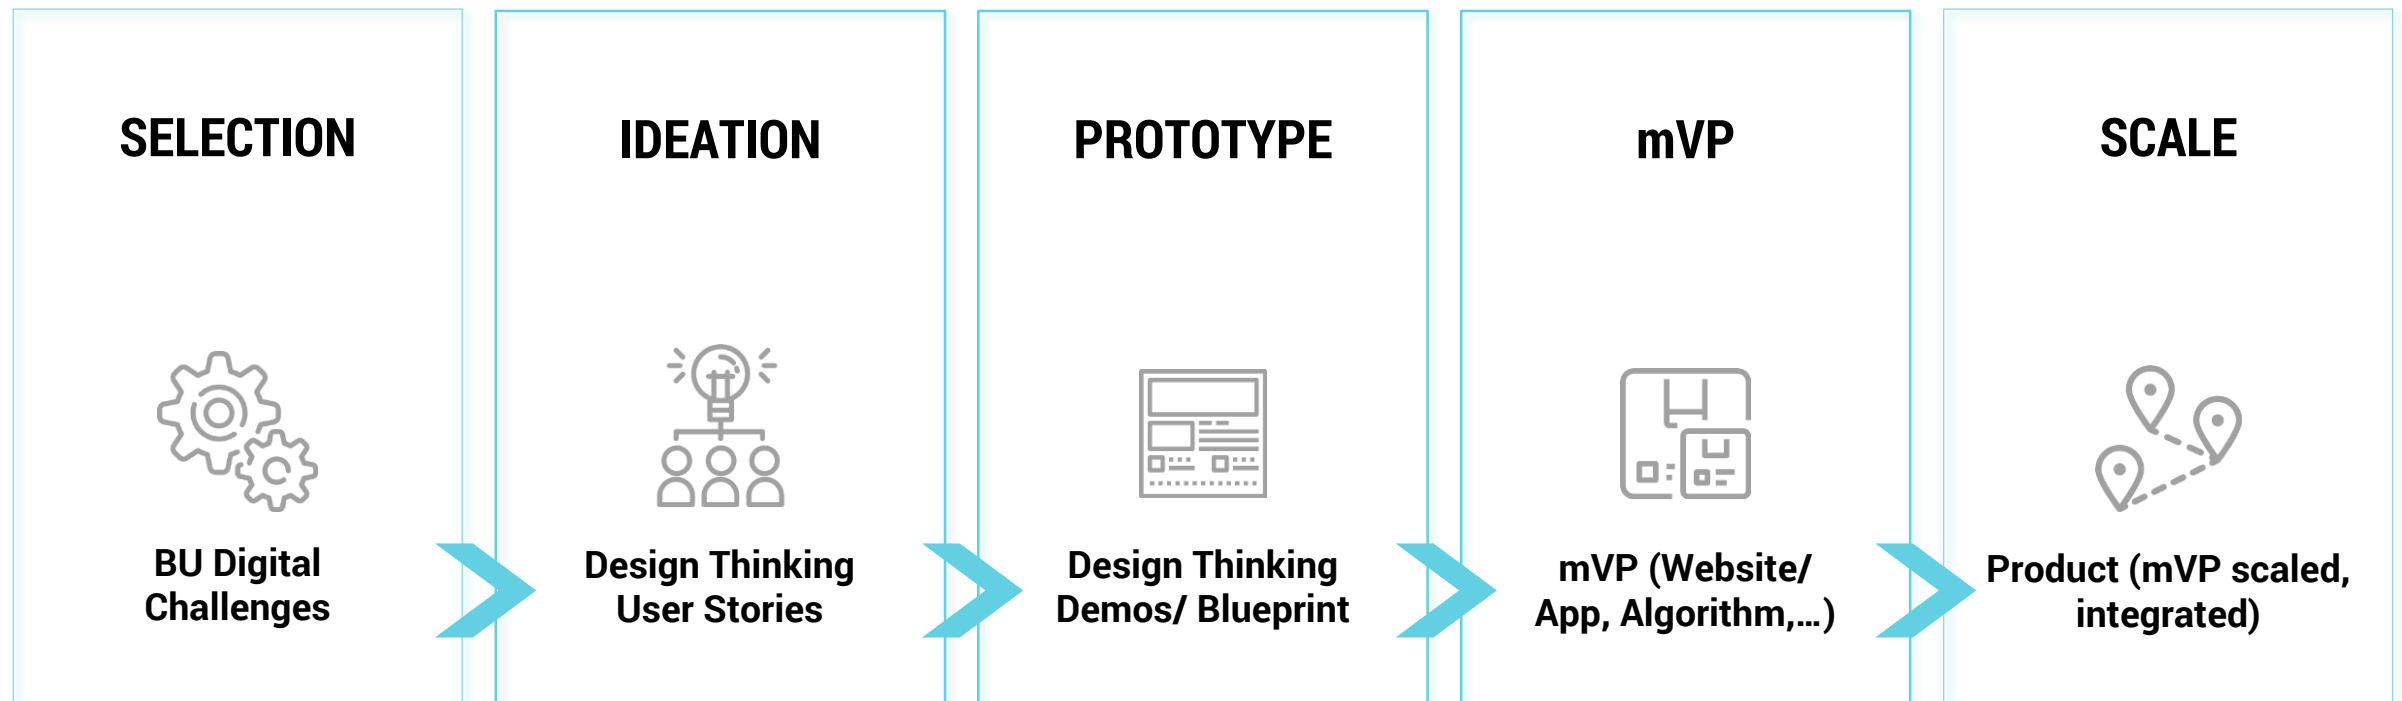 SELECTION
IDEATION
PROTOTYPE
mVP
SCALE
BU Digital
Challenges
Design Thinking
User Stories
Design Thinking
Demos/ Blueprint
mVP (Website/
App, Algorithm,...)
Product (mVP scaled,
integrated)